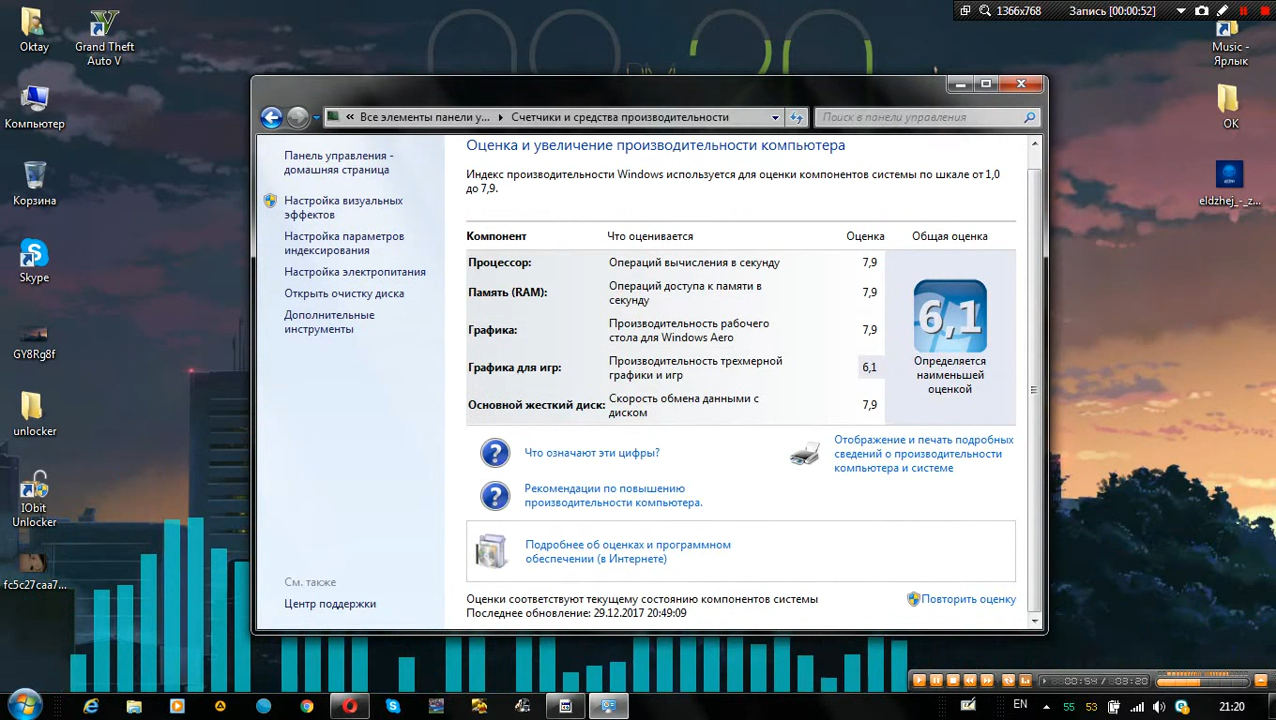 1366x768
Запись [00:00:52]
Oktay
Grand Theft
Auto V
Компьютер
Корзина
Skype
GY8Rg8f
unlocker
IObit
Unlocker
fc5c27caa7...
Music -
Ярлык
OK
eldzhej_-_z...
Все элементы панели у... Счетчики и средства производительности
Поиск в панели управления
Панель управления -
домашняя страница
Настройка визуальных
эффектов
Настройка параметров
индексирования
Настройка электропитания
Открыть очистку диска
Дополнительные
инструменты
См. также
Центр поддержки
Оценка и увеличение производительности компьютера
Индекс производительности Windows используется для оценки компонентов системы по шкале от 1,0
до 7,9.
Компонент Что оценивается Оценка Общая оценка
Процессор: Операций вычисления в секунду 7,9
Память (RAM): Операций доступа к памяти в
секунду 7,9
Графика: Производительность рабочего
стола для Windows Aero 7,9
Графика для игр: Производительность трехмерной
графики и игр 6,1
Основной жесткий диск: Скорость обмена данными с
диском 7,9
6,1
Определяется
наименьшей
оценкой
Что означают эти цифры?
Рекомендации по повышению
производительности компьютера.
Отображение и печать подробных
сведений о производительности
компьютера и системе
Подробнее об оценках и программном
обеспечении (в Интернете)
Оценки соответствуют текущему состоянию компонентов системы
Последнее обновление: 29.12.2017 20:49:09
Повторить оценку
00:54 / 03:20
EN 55 53 21:20